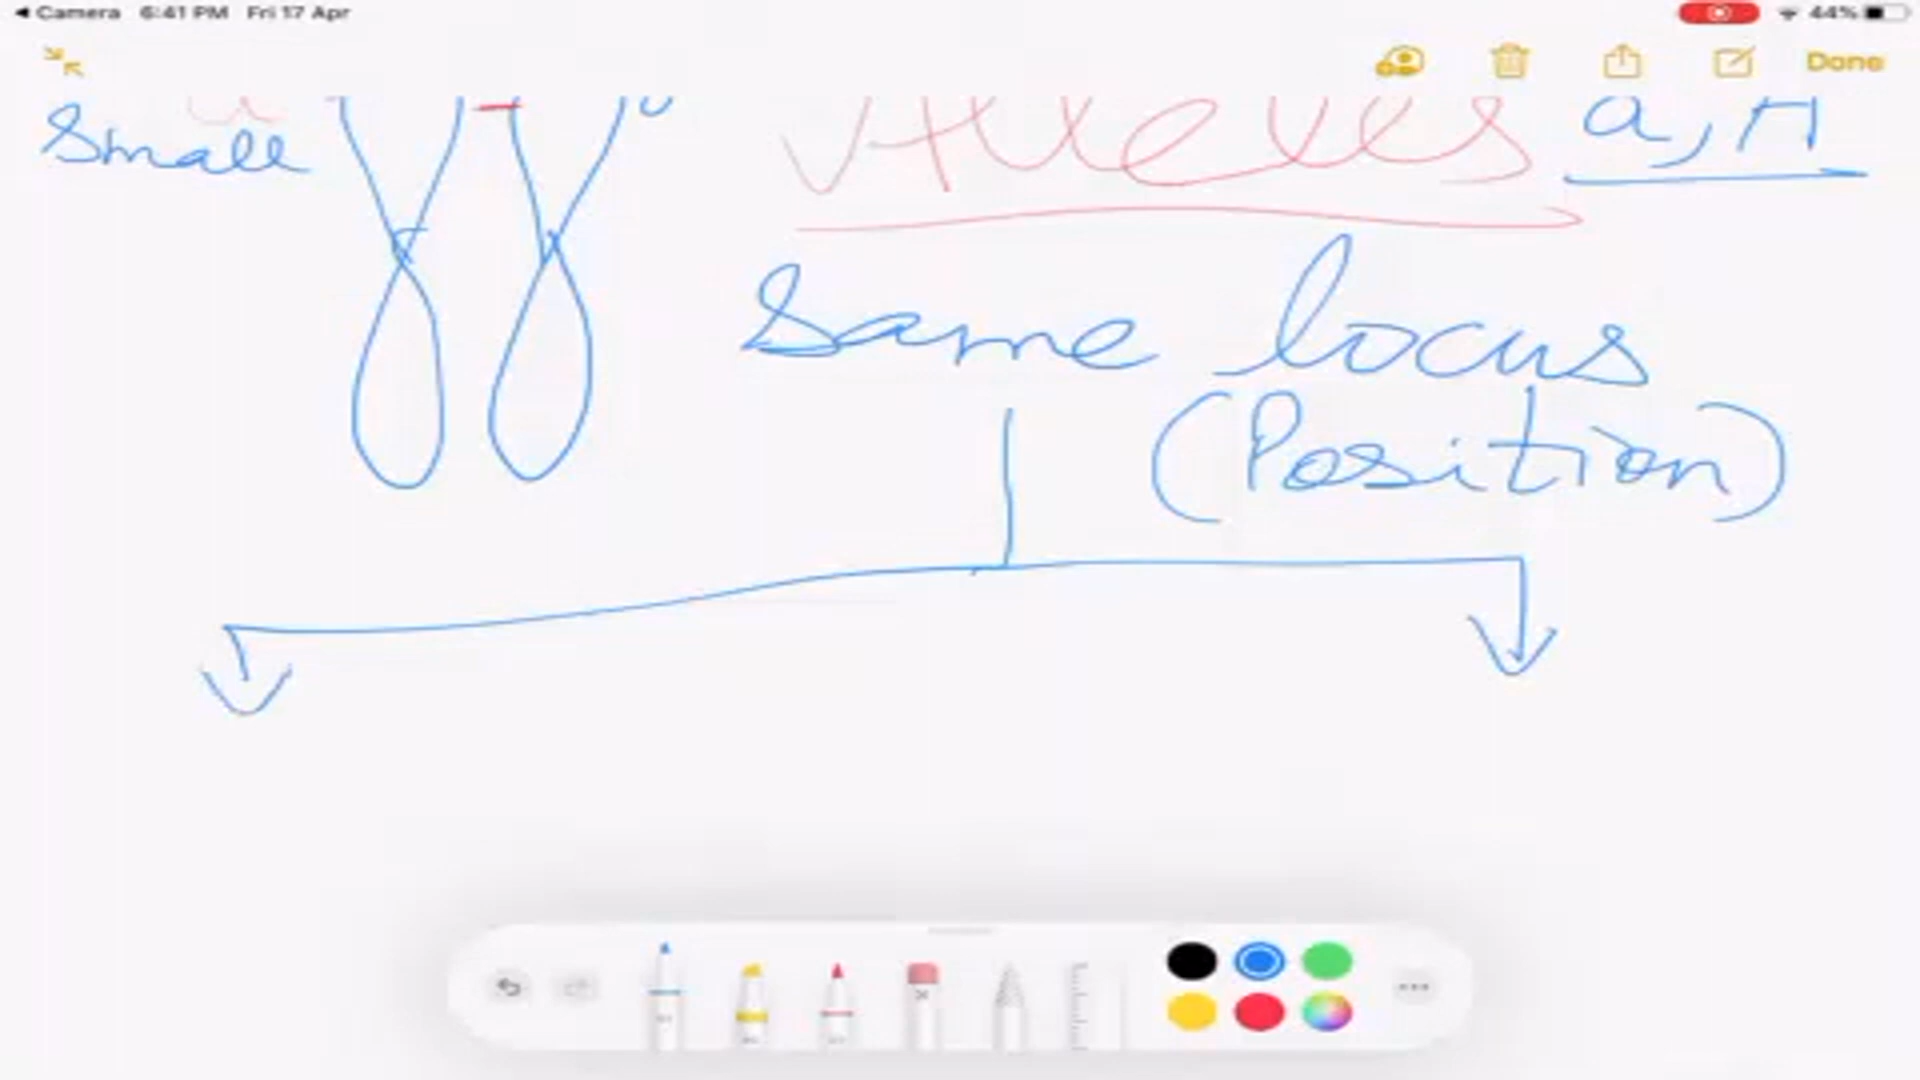 Camera 6:41 PM Fri 17 Apr 44%
Done
Small Alleles a, A
Same locus
(Position)